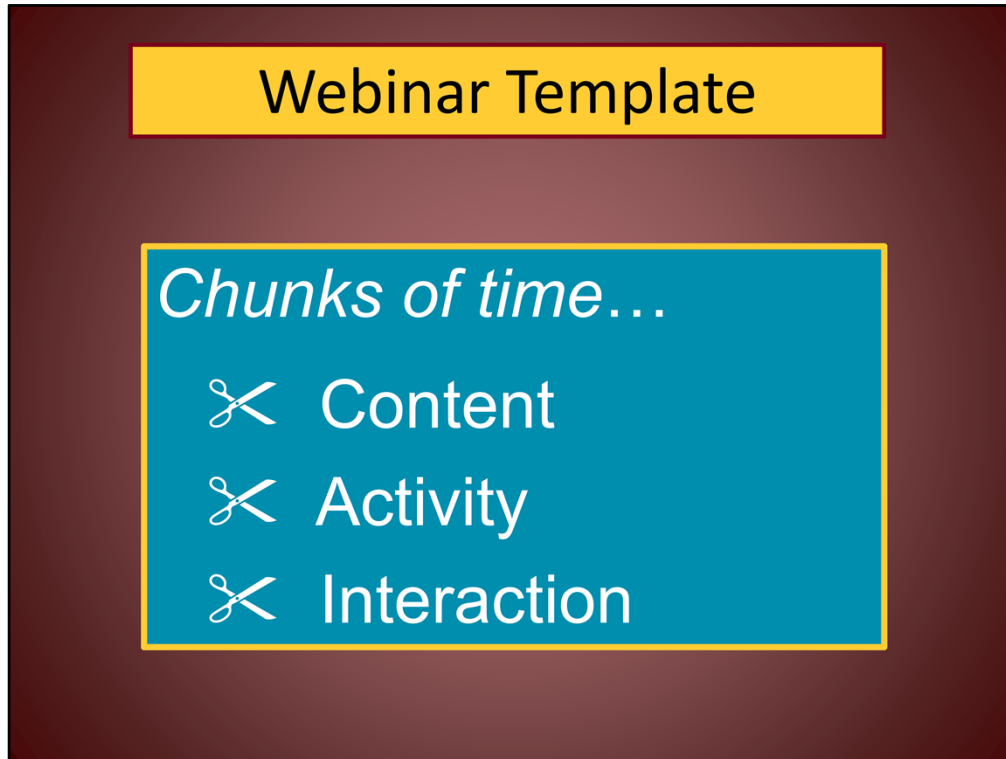 Webinar Template
Chunks of time…
✂ Content
✂ Activity
✂ Interaction